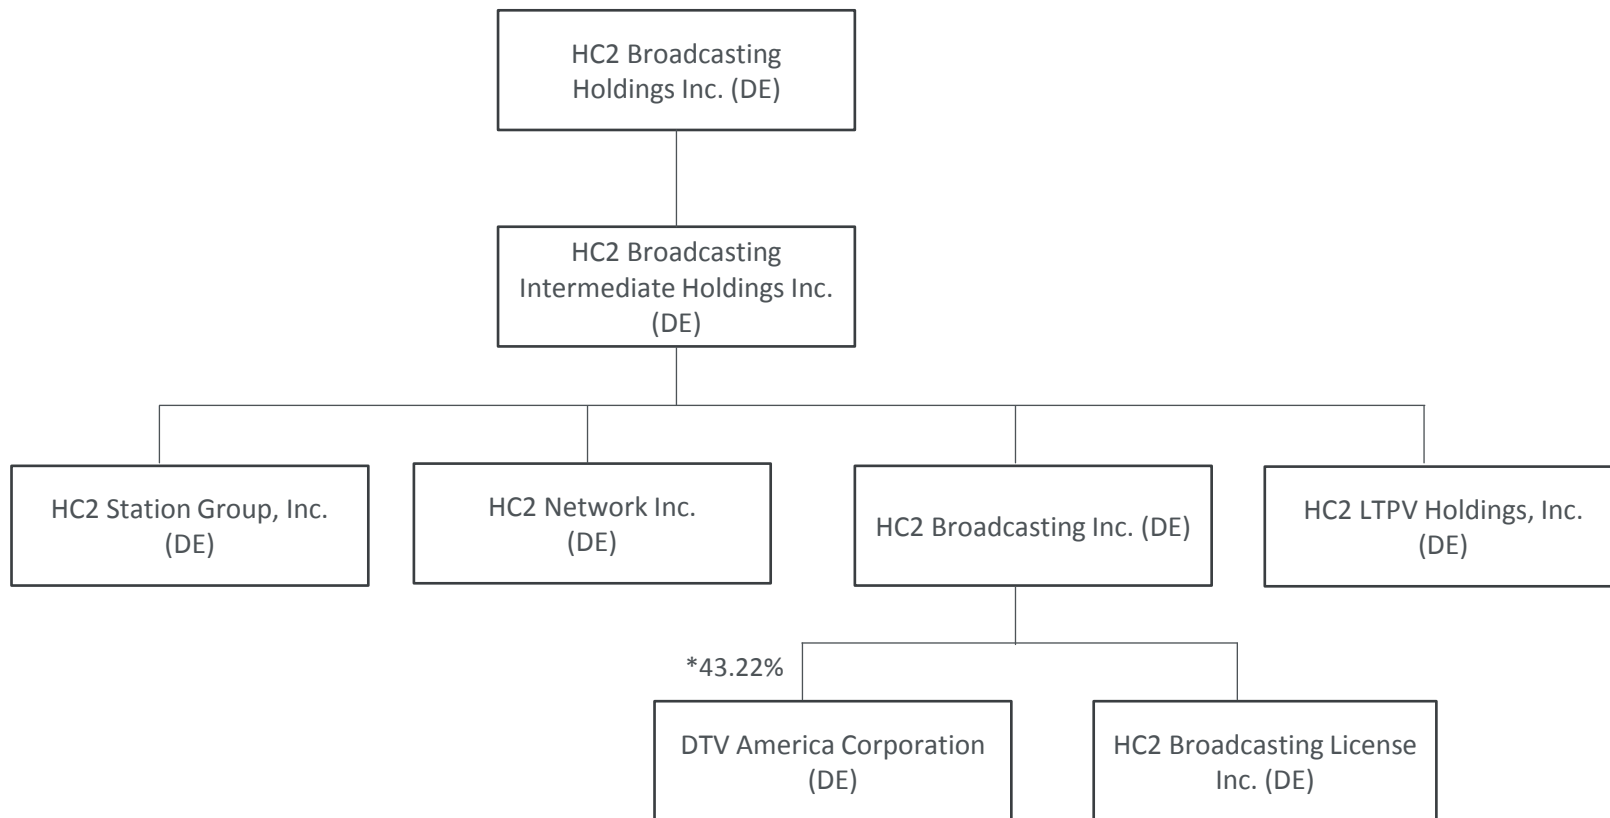 HC2 Broadcasting
Holdings Inc. (DE)
HC2 Broadcasting
Intermediate Holdings Inc.
(DE)
HC2 Station Group, Inc.
(DE)
HC2 Network Inc.
(DE)
HC2 Broadcasting Inc. (DE)
HC2 LTPV Holdings, Inc.
(DE)
*43.22%
DTV America Corporation
(DE)
HC2 Broadcasting License
Inc. (DE)